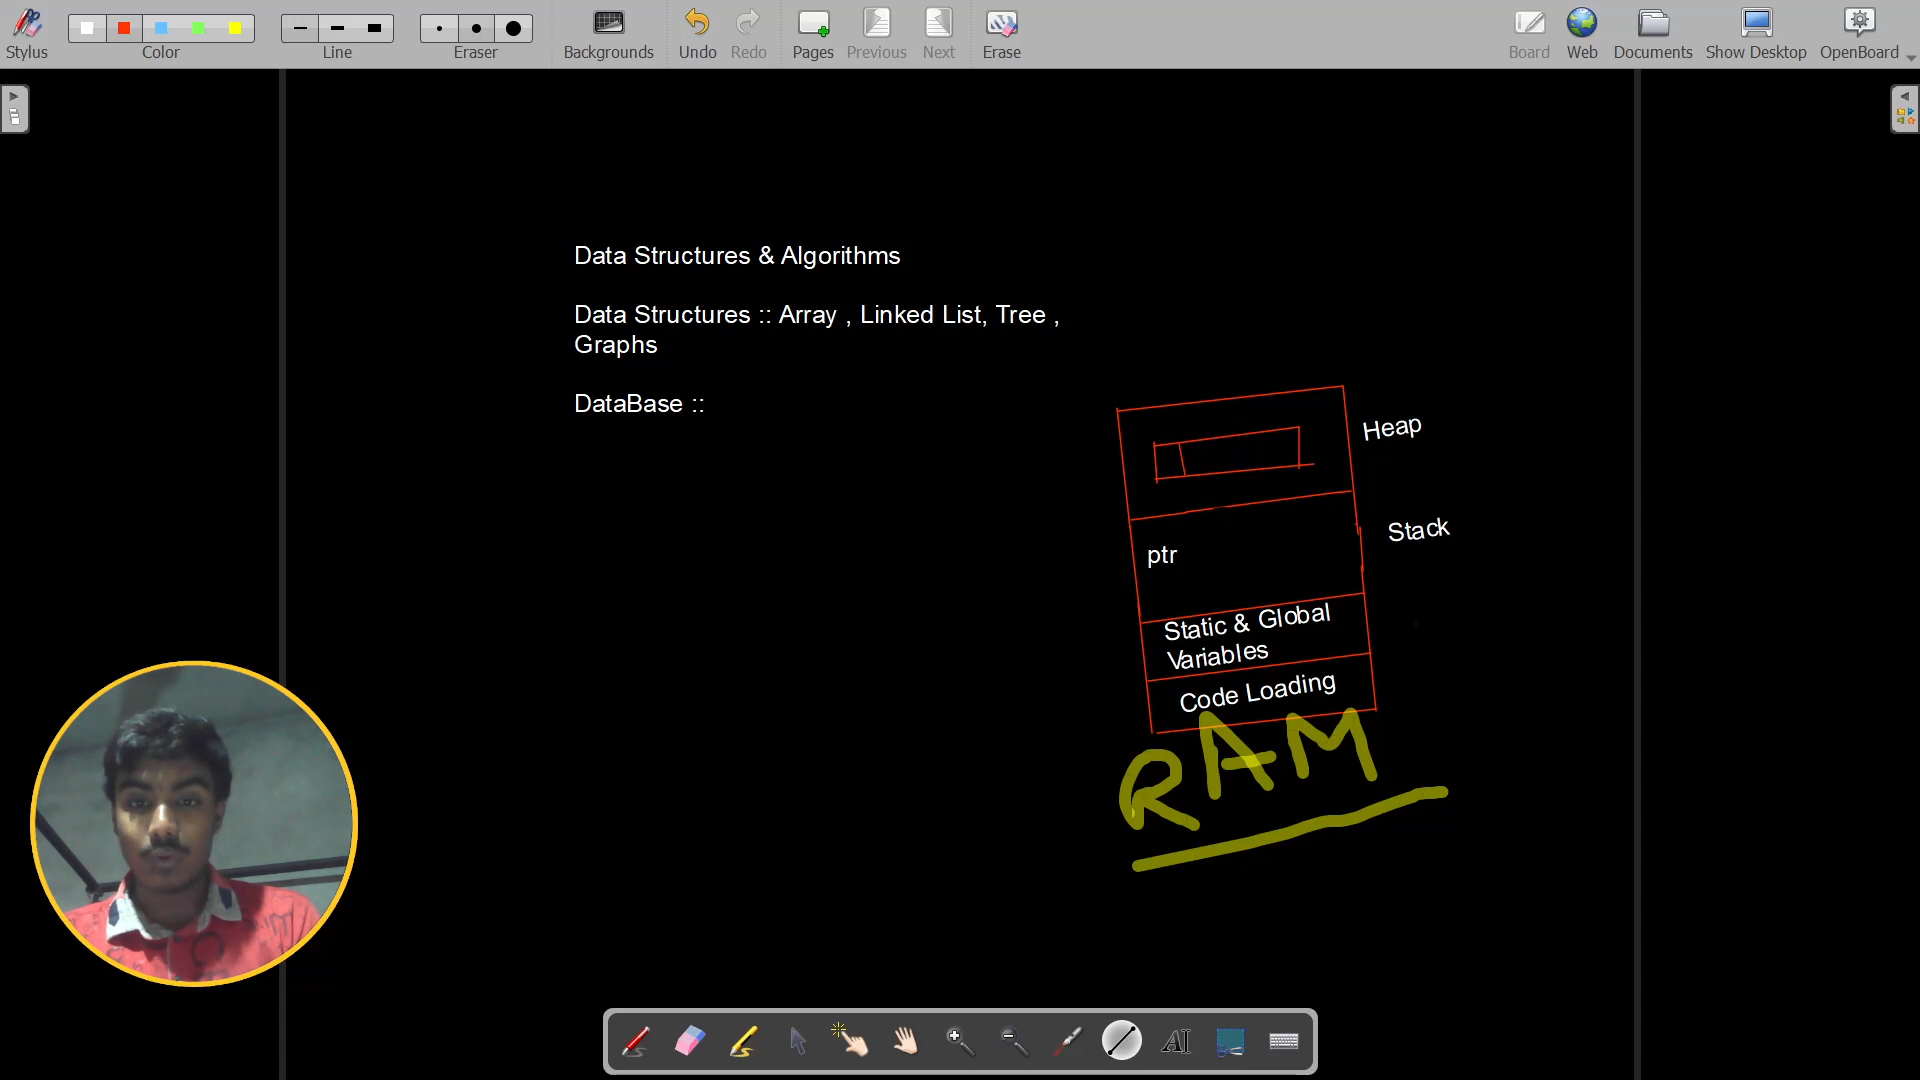 Stylus
Color
Line
Eraser
Backgrounds
Undo
Redo
Pages
Previous
Next
Erase
Board
Web
Documents
Show Desktop
OpenBoard
Data Structures & Algorithms
Data Structures :: Array , Linked List, Tree ,
Graphs
DataBase ::
Heap
Stack
ptr
Static & Global
Variables
Code Loading
RAM
AI